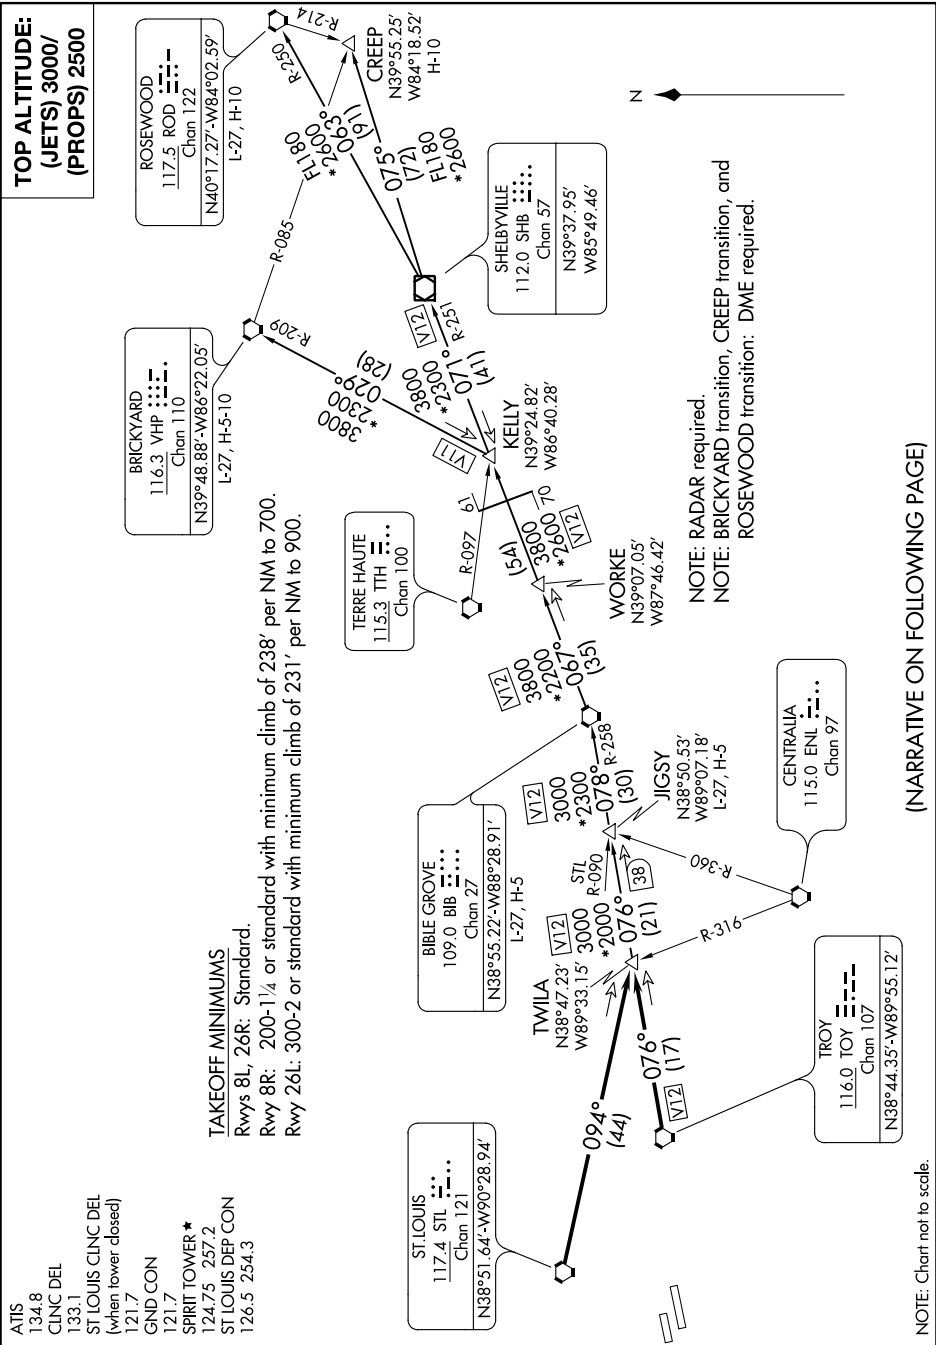 TOP ALTITUDE:
(JETS) 3000/
(PROPS) 2500
ATIS
134.8
CLNC DEL
133.1
ST LOUIS CLNC DEL
(when tower closed)
121.7
GND CON
121.7
SPIRIT TOWER ★
124.75 257.2
ST LOUIS DEP CON
126.5 254.3
TAKEOFF MINIMUMS
Rwys 8L, 26R: Standard.
Rwy 8R: 200-1¼ or standard with minimum climb of 238' per NM to 700.
Rwy 26L: 300-2 or standard with minimum climb of 231' per NM to 900.
ST.LOUIS
117.4 STL
Chan 121
N38°51.64'-W90°28.94'
094°
(44)
TROY
116.0 TOY
Chan 107
N38°44.35'-W89°55.12'
V12
076°
(17)
TWILA
N38°47.23'
W89°33.15'
V12
3000
*2000
076°
(21)
38
STL
R-090
R-316
R-360
CENTRALIA
115.0 ENL
Chan 97
JIGSY
N38°50.53'
W89°07.18'
L-27, H-5
V12
3000
*2300
078°
(30)
R-258
BIBLE GROVE
109.0 BIB
Chan 27
N38°55.22'-W88°28.91'
L-27, H-5
V12
3800
*2200
067°
(35)
WORKE
N39°07.05'
W87°46.42'
(54)
3800
*2600
V12
70
61
TERRE HAUTE
115.3 TTH
Chan 100
R-097
KELLY
N39°24.82'
W86°40.28'
V11
3800
*2300
029°
(28)
R-209
BRICKYARD
116.3 VHP
Chan 110
N39°48.88'-W86°22.05'
L-27, H-5-10
R-085
V12
3800
*2300
071°
(41)
R-251
SHELBYVILLE
112.0 SHB
Chan 57
N39°37.95'
W85°49.46'
FL180
*2600
063°
(91)
R-250
075°
(72)
FL180
*2600
ROSEWOOD
117.5 ROD
Chan 122
N40°17.27'-W84°02.59'
L-27, H-10
R-214
CREEP
N39°55.25'
W84°18.52'
H-10
N
NOTE: RADAR required.
NOTE: BRICKYARD transition, CREEP transition, and
ROSEWOOD transition: DME required.
(NARRATIVE ON FOLLOWING PAGE)
NOTE: Chart not to scale.